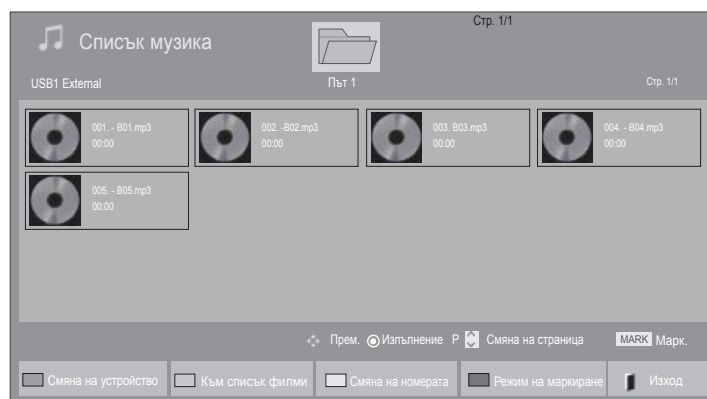 Стр. 1/1
Списък музика
USB1 External
Път 1
Стр. 1/1
001. - B01.mp3
00:00
002. -B02.mp3
00:00
003. B03.mp3
00:00
004. - B04.mp3
00:00
005. - B05.mp3
00:00
Прем. Изпълнение P Смяна на страница MARK Марк.
Смяна на устройство Към списък филми Смяна на номерата Режим на маркиране Изход